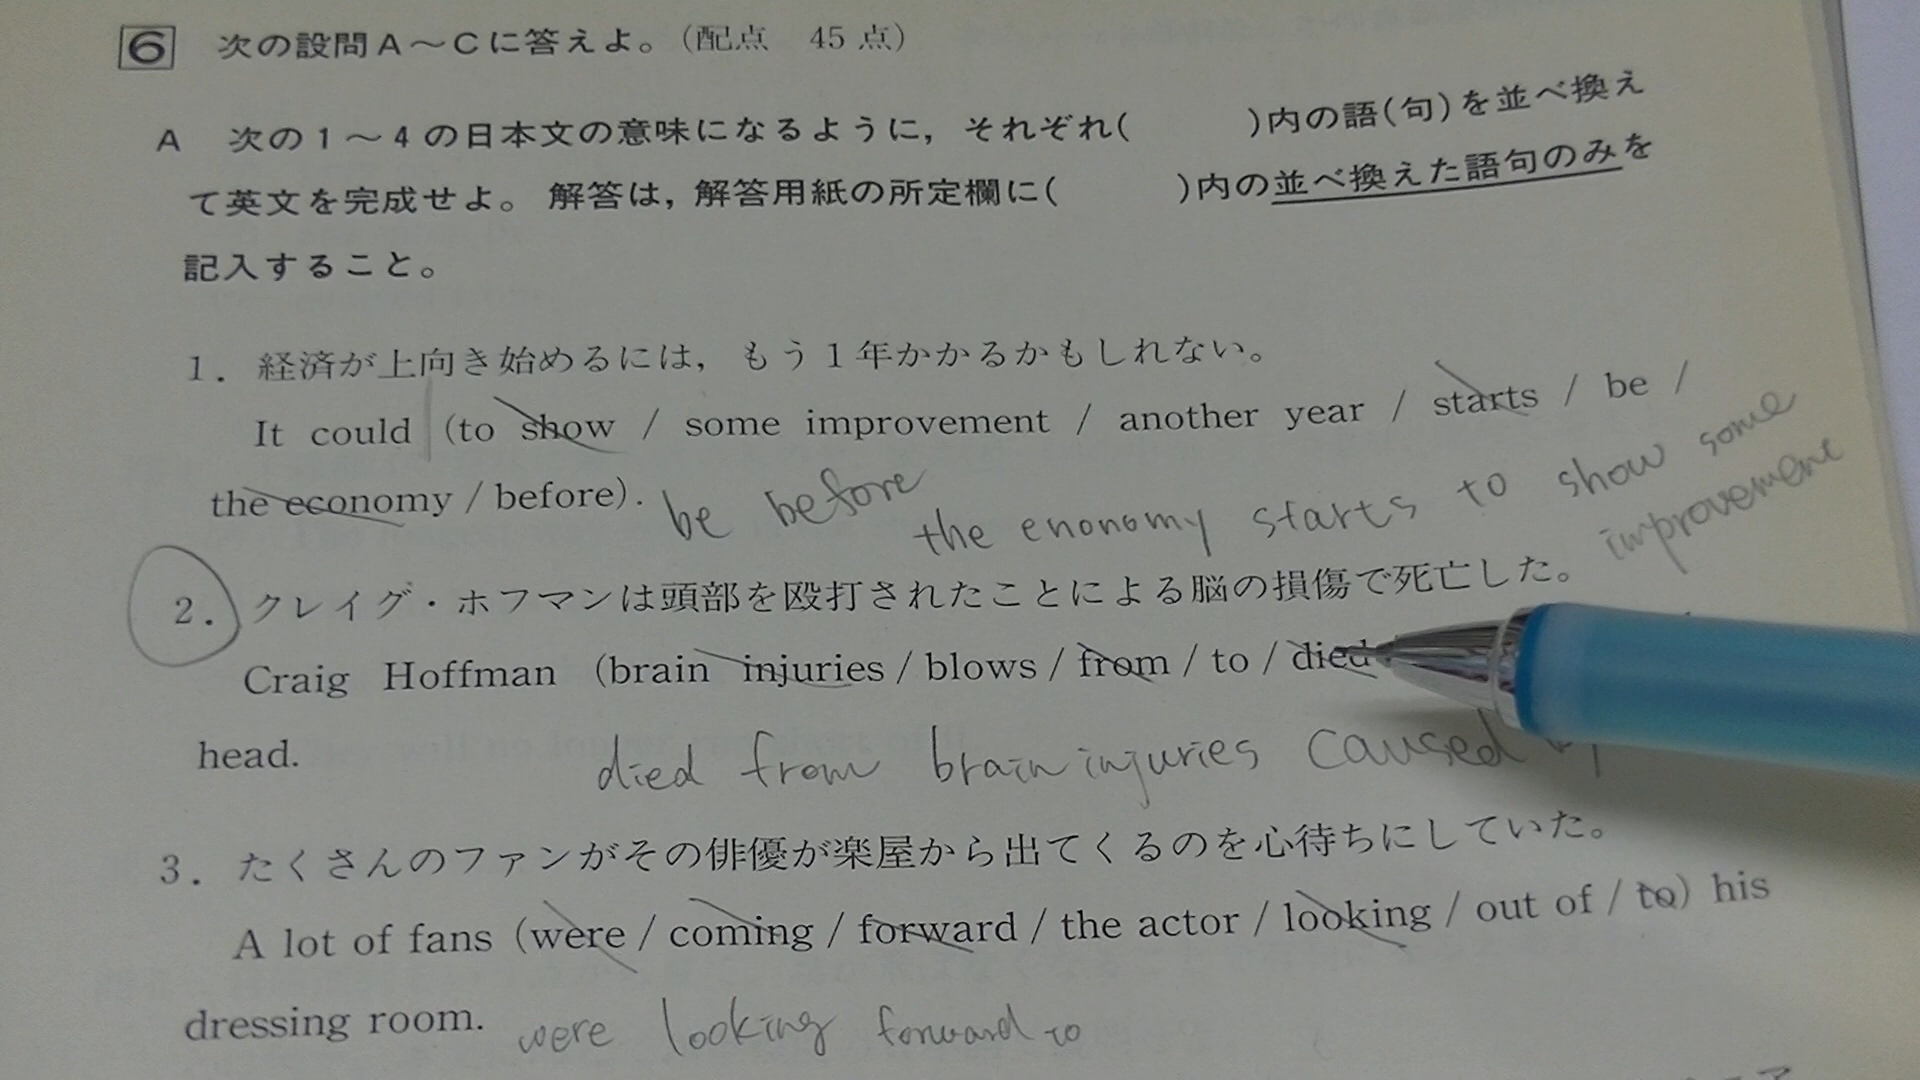 6 次の設問A～Cに答えよ。(配点 45点)
A 次の1～4の日本文の意味になるように,それぞれ( )内の語(句)を並べ換え
て英文を完成せよ。解答は,解答用紙の所定欄に( )内の並べ換えた語句のみを
記入すること。
1. 経済が上向き始めるには,もう1年かかるかもしれない。
It could (to show / some improvement / another year / starts / be /
the economy / before).
be before the enonomy starts to show some
improvement
2. クレイグ・ホフマンは頭部を殴打されたことによる脳の損傷で死亡した。
Craig Hoffman (brain injuries / blows / from / to / died
head.
died from brain injuries caused
3. たくさんのファンがその俳優が楽屋から出てくるのを心待ちにしていた。
A lot of fans (were / coming / forward / the actor / looking / out of / to) his
dressing room.
were looking forward to